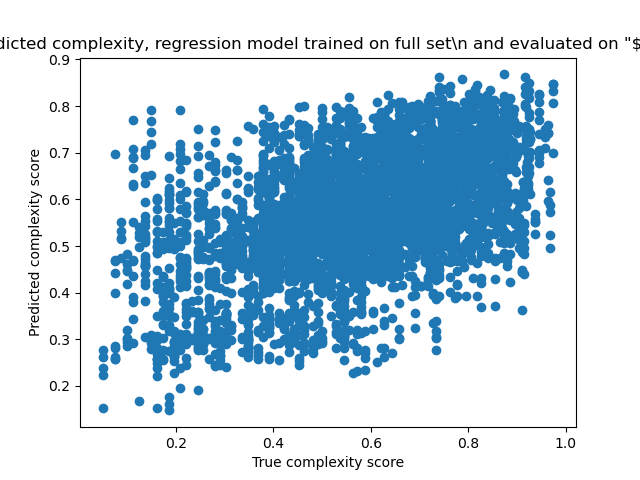 dicted complexity, regression model trained on full set\n and evaluated on "$
0.9
0.8
0.7
0.6
0.5
0.4
0.3
0.2
Predicted complexity score
0.2 0.4 0.6 0.8 1.0
True complexity score